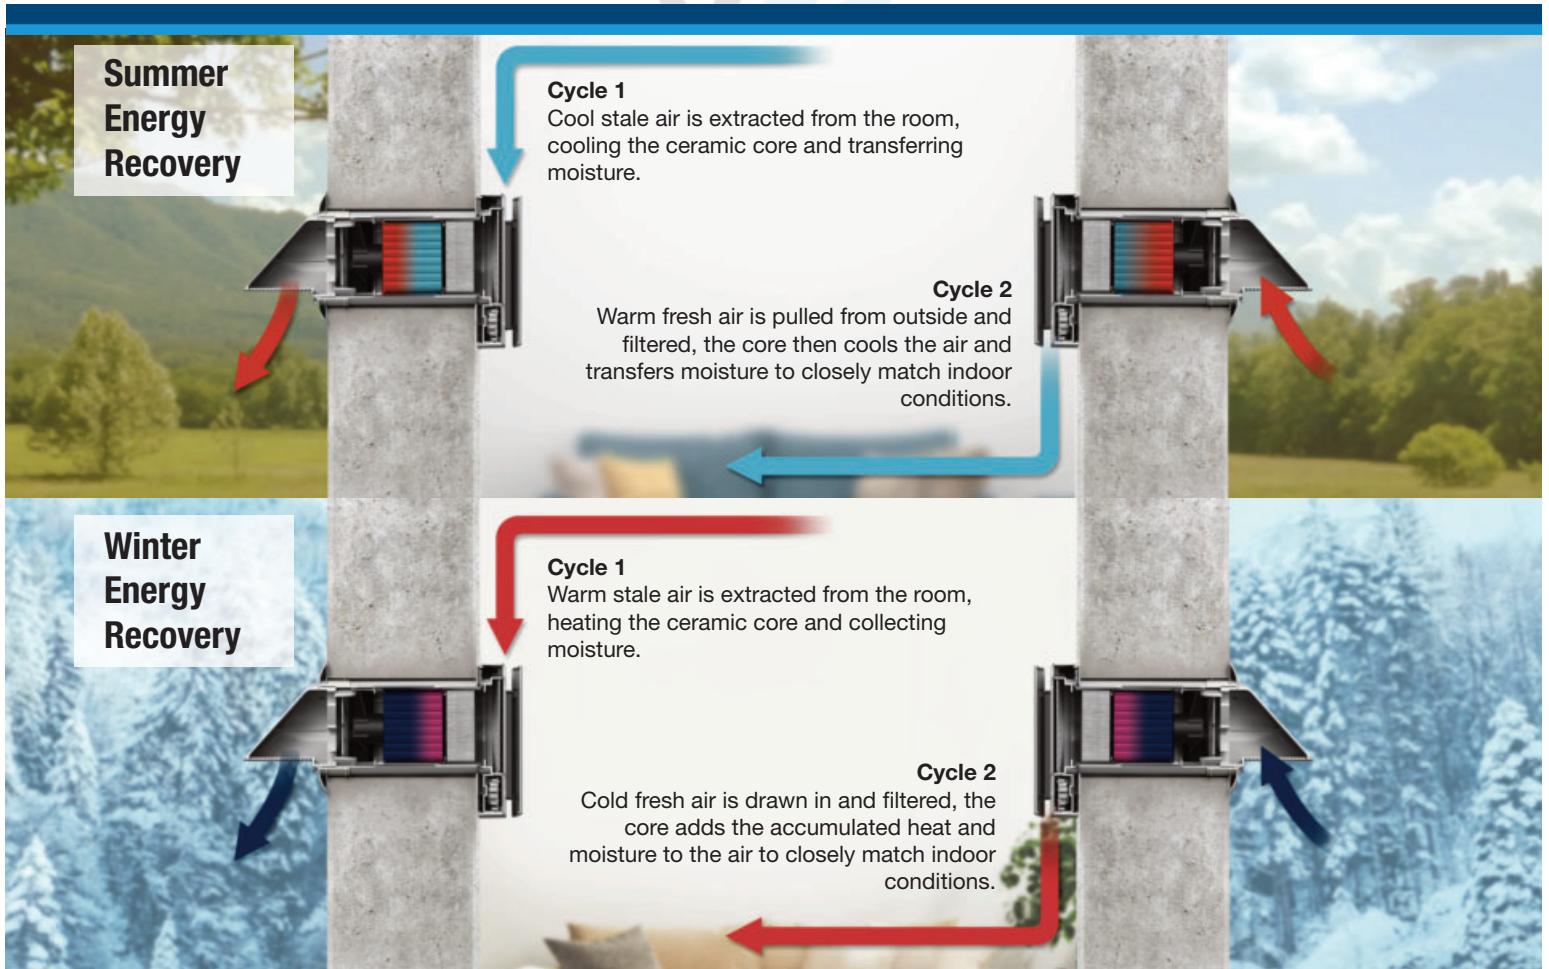 Summer
Energy
Recovery
Cycle 1
Cool stale air is extracted from the room,
cooling the ceramic core and transferring
moisture.
Cycle 2
Warm fresh air is pulled from outside and
filtered, the core then cools the air and
transfers moisture to closely match indoor
conditions.
Winter
Energy
Recovery
Cycle 1
Warm stale air is extracted from the room,
heating the ceramic core and collecting
moisture.
Cycle 2
Cold fresh air is drawn in and filtered, the
core adds the accumulated heat and
moisture to the air to closely match indoor
conditions.